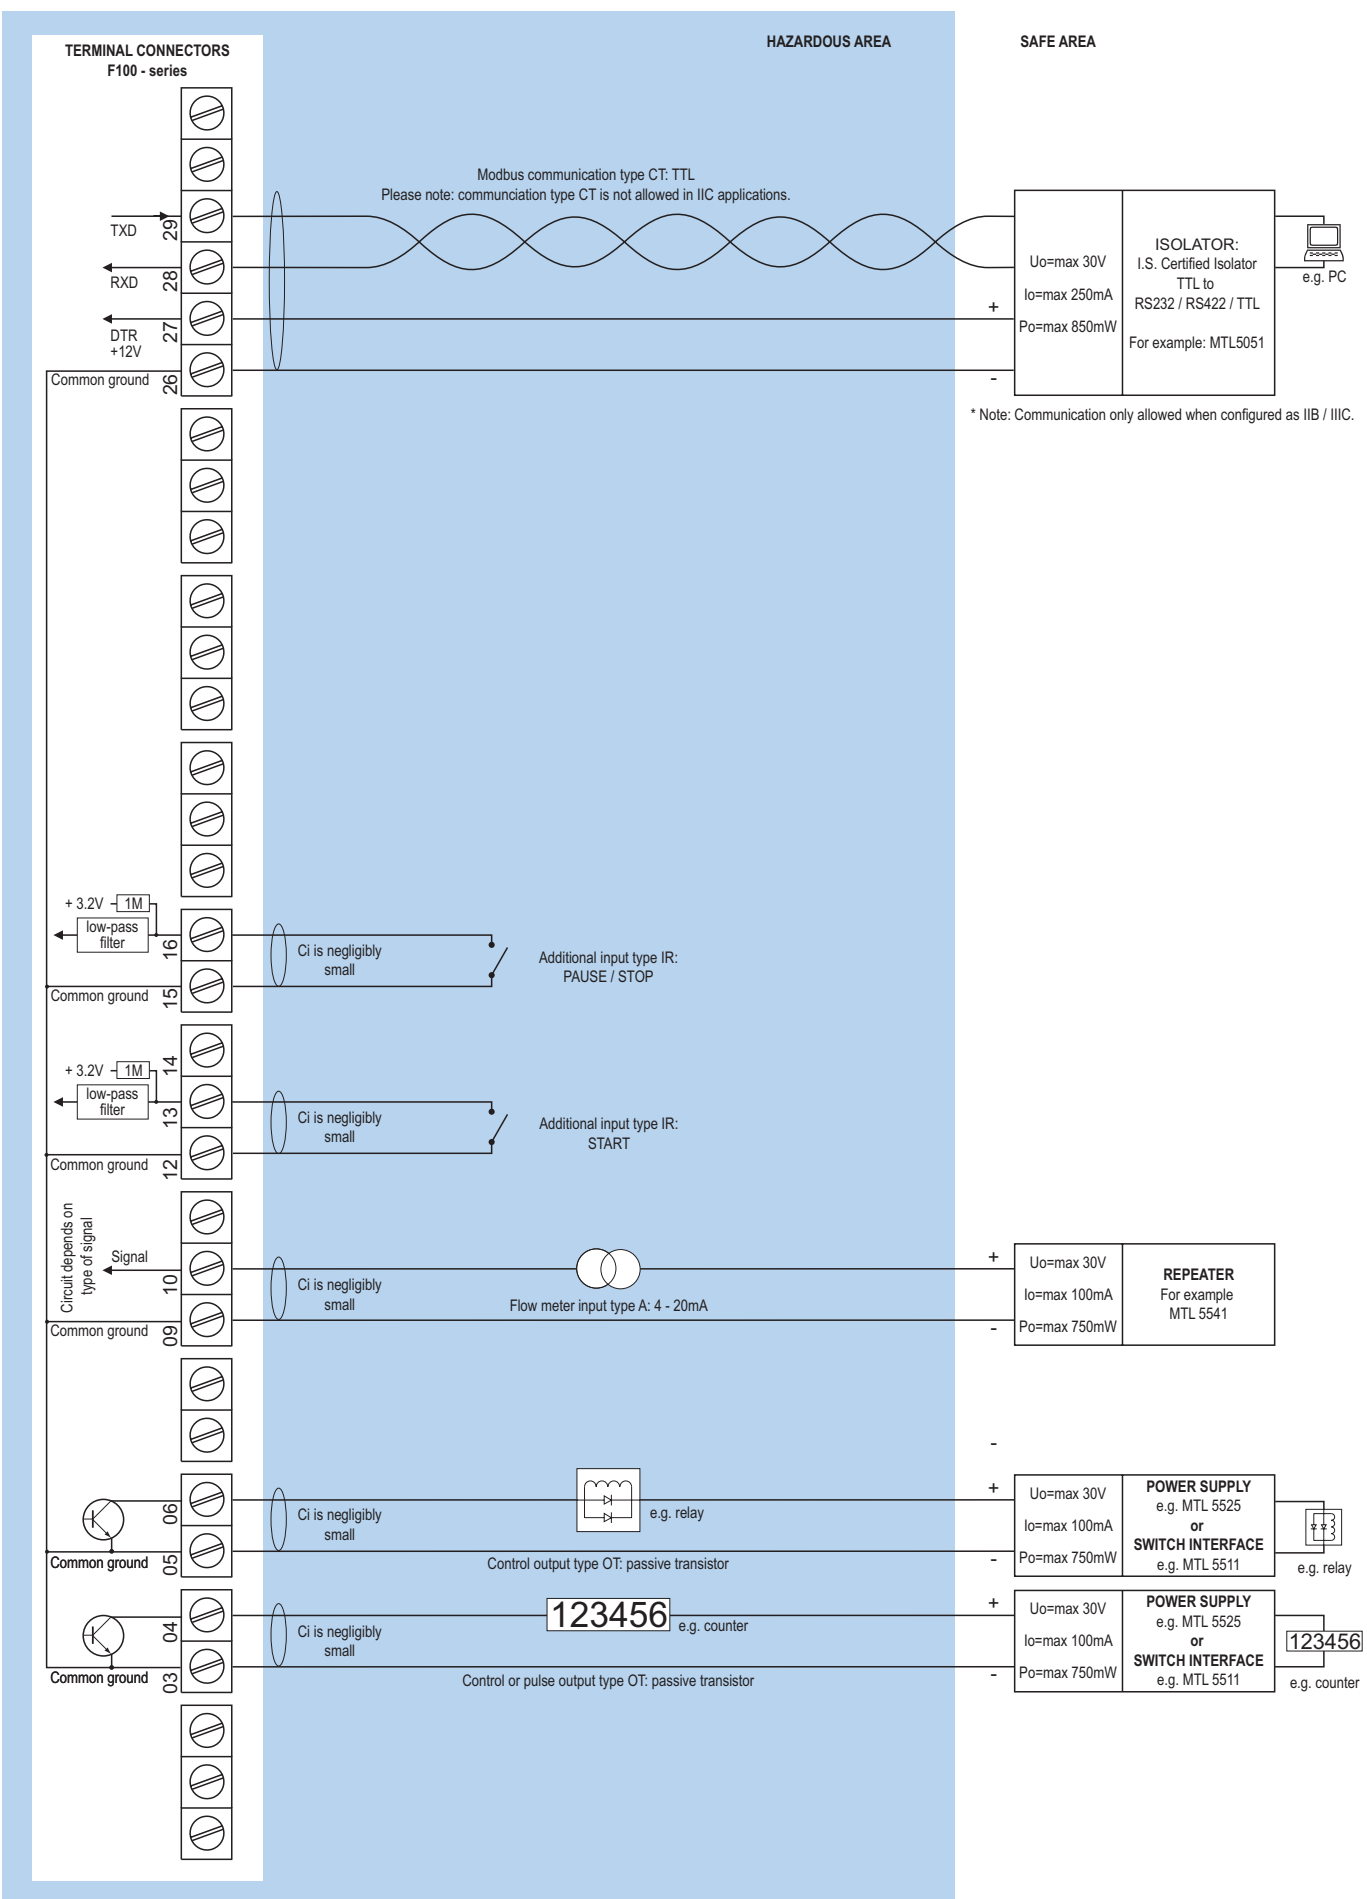 TERMINAL CONNECTORS
F100 - series
HAZARDOUS AREA
SAFE AREA
Modbus communication type CT: TTL
Please note: communciation type CT is not allowed in IIC applications.
TXD
29
RXD
28
DTR
+12V
27
Common ground
26
+
-
Uo=max 30V
Io=max 250mA
Po=max 850mW
ISOLATOR:
I.S. Certified Isolator
TTL to
RS232 / RS422 / TTL
For example: MTL5051
e.g. PC
* Note: Communication only allowed when configured as IIB / IIIC.
+ 3.2V
1M
low-pass
filter
16
Common ground
15
Ci is negligibly
small
Additional input type IR:
PAUSE / STOP
14
+ 3.2V
1M
low-pass
filter
13
Common ground
12
Ci is negligibly
small
Additional input type IR:
START
Circuit depends on
type of signal
Signal
10
Common ground
09
Ci is negligibly
small
Flow meter input type A: 4 - 20mA
+
-
Uo=max 30V
Io=max 100mA
Po=max 750mW
REPEATER
For example
MTL 5541
-
06
Common ground
05
Ci is negligibly
small
e.g. relay
Control output type OT: passive transistor
+
-
Uo=max 30V
Io=max 100mA
Po=max 750mW
POWER SUPPLY
e.g. MTL 5525
or
SWITCH INTERFACE
e.g. MTL 5511
e.g. relay
04
Common ground
03
Ci is negligibly
small
123456
e.g. counter
Control or pulse output type OT: passive transistor
+
-
Uo=max 30V
Io=max 100mA
Po=max 750mW
POWER SUPPLY
e.g. MTL 5525
or
SWITCH INTERFACE
e.g. MTL 5511
123456
e.g. counter